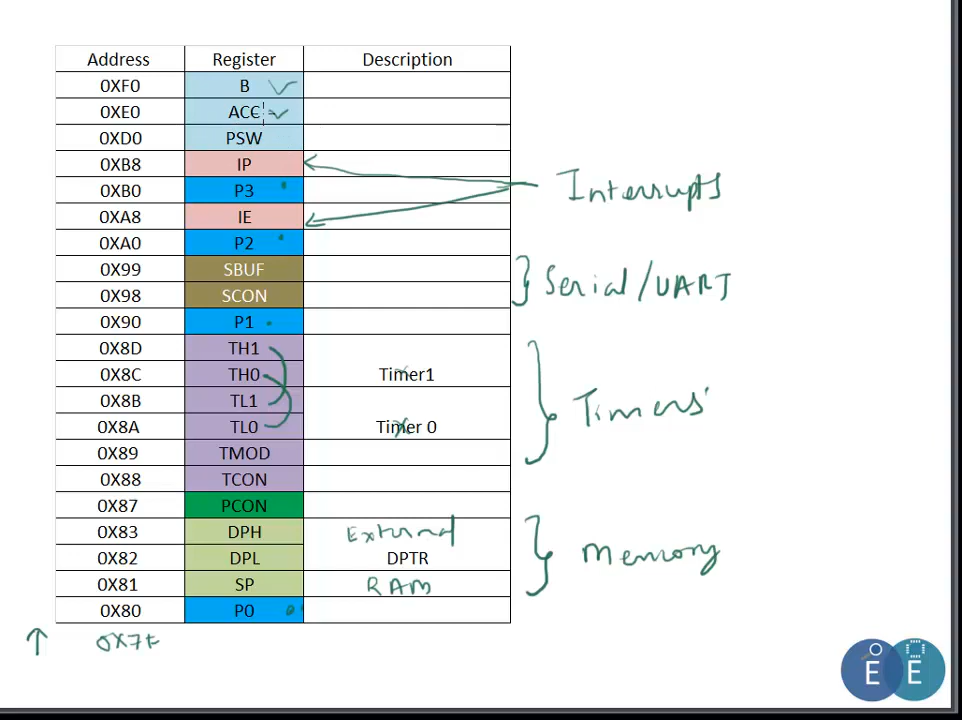 Address Register Description
0XF0 B
0XE0 ACC
0XD0 PSW
0XB8 IP
0XB0 P3
Interrupts
0XA8 IE
0XA0 P2
0X99 SBUF
Serial/UART
0X98 SCON
0X90 P1
0X8D TH1
0X8C TH0 Timer1
0X8B TL1
Timers
0X8A TL0 Timer 0
0X89 TMOD
0X88 TCON
0X87 PCON
0X83 DPH External
0X82 DPL DPTR Memory
0X81 SP RAM
0X80 P0
0X7F
E E